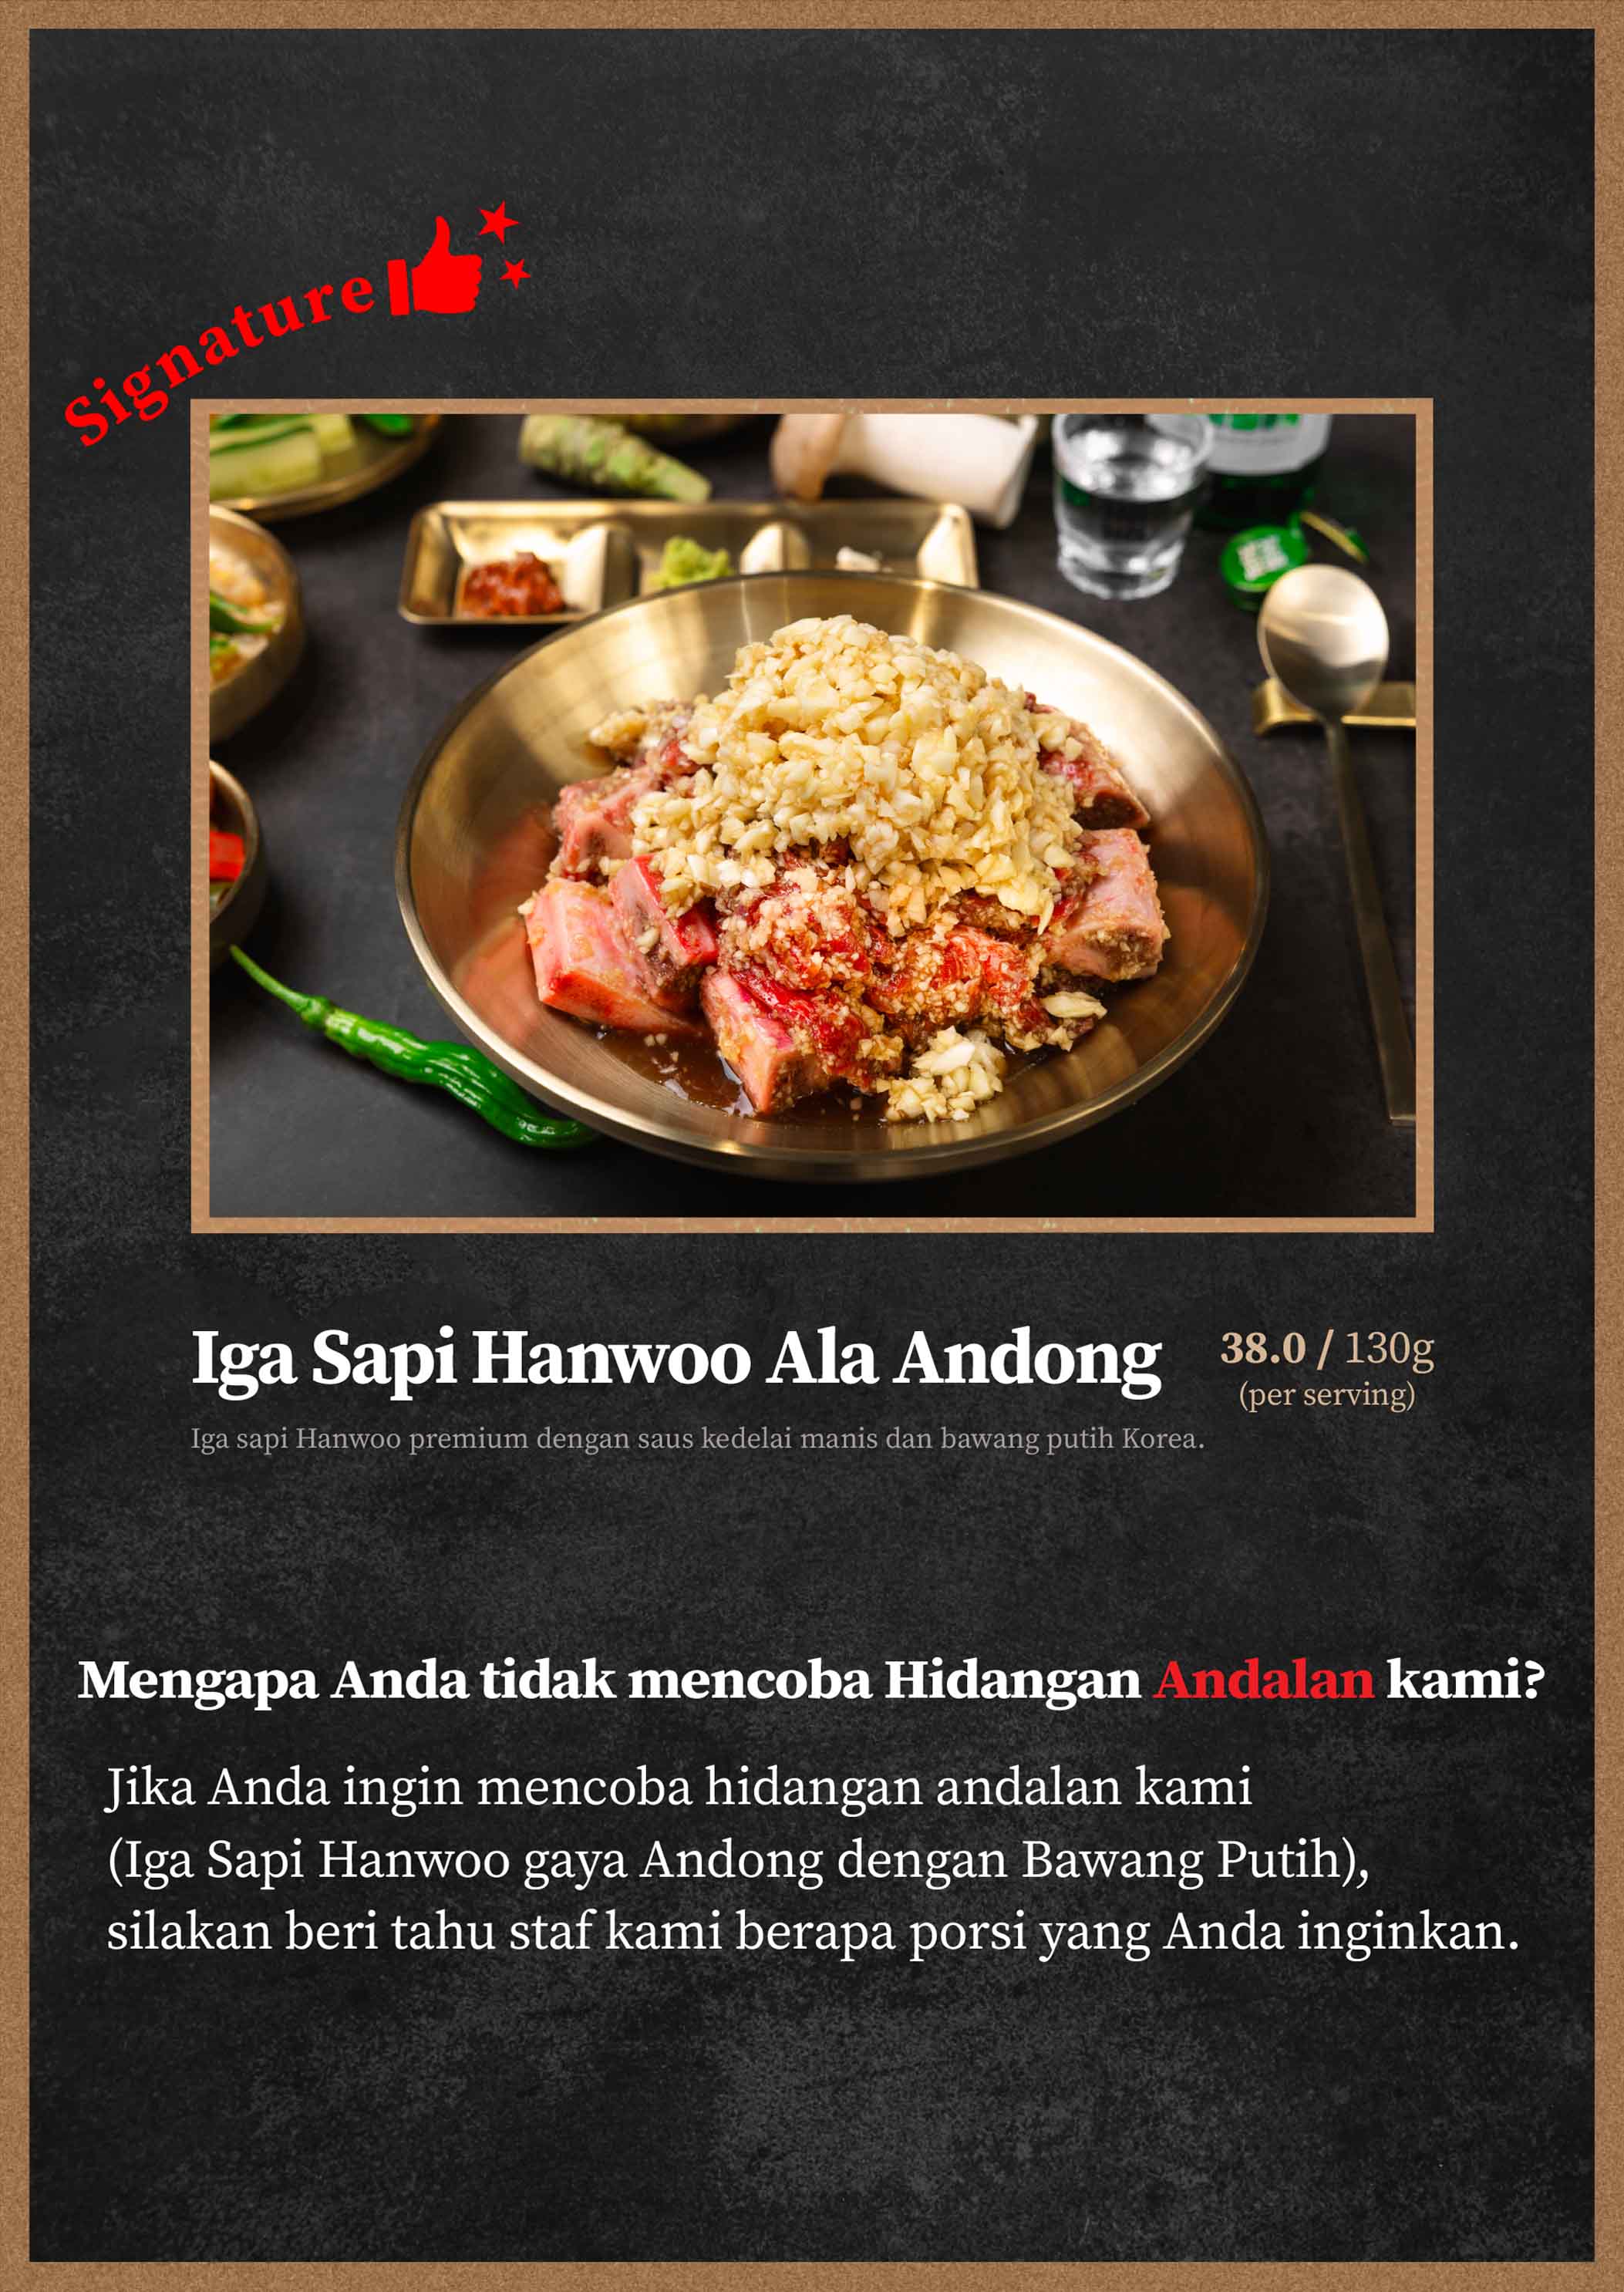 Signature
Iga Sapi Hanwoo Ala Andong
38.0 / 130g
(per serving)
Iga sapi Hanwoo premium dengan saus kedelai manis dan bawang putih Korea.
Mengapa Anda tidak mencoba Hidangan Andalan kami?
Jika Anda ingin mencoba hidangan andalan kami
(Iga Sapi Hanwoo gaya Andong dengan Bawang Putih),
silakan beri tahu staf kami berapa porsi yang Anda inginkan.